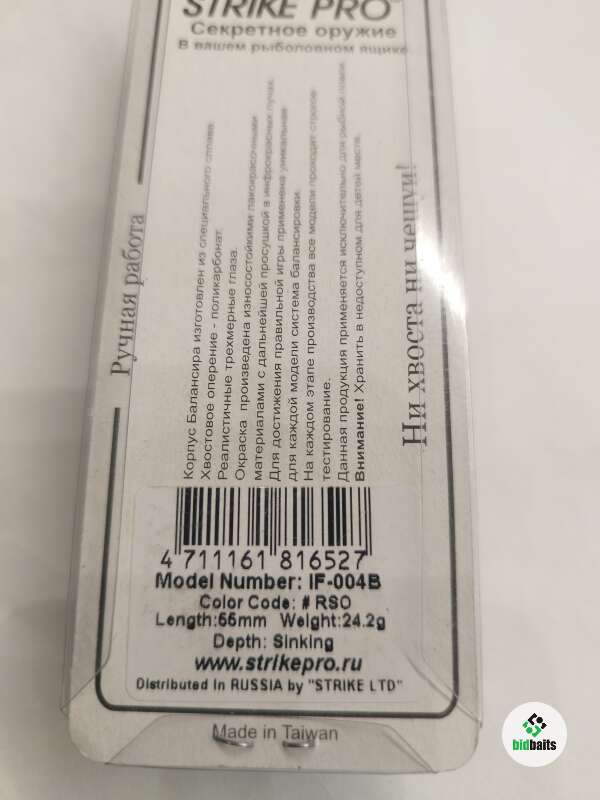 STRIKE PRO®
Секретное оружие
В вашем рыболовном ящике
Ручная работа
Корпус Балансира изготовлен из специального сплава.
Хвостовое оперение - поликарбонат.
Реалистичные трехмерные глаза.
Окраска произведена износостойкими лакокрасочными
материалами с дальнейшей просушкой в инфрокрасных лучах.
Для достижения правильной игры применена уникальная
для каждой модели система балансировки.
На каждом этапе производства все модели проходят строгое
тестирование.
Данная продукция применяется исключительно для рыбной ловли.
Внимание! Хранить в недоступном для детей месте.
Ни хвоста ни чешуи!
4 711161 816527
Model Number: IF-004B
Color Code: # RSO
Length:55mm Weight:24.2g
Depth: Sinking
www.strikepro.ru
Distributed In RUSSIA by "STRIKE LTD"
Made in Taiwan
bidbaits